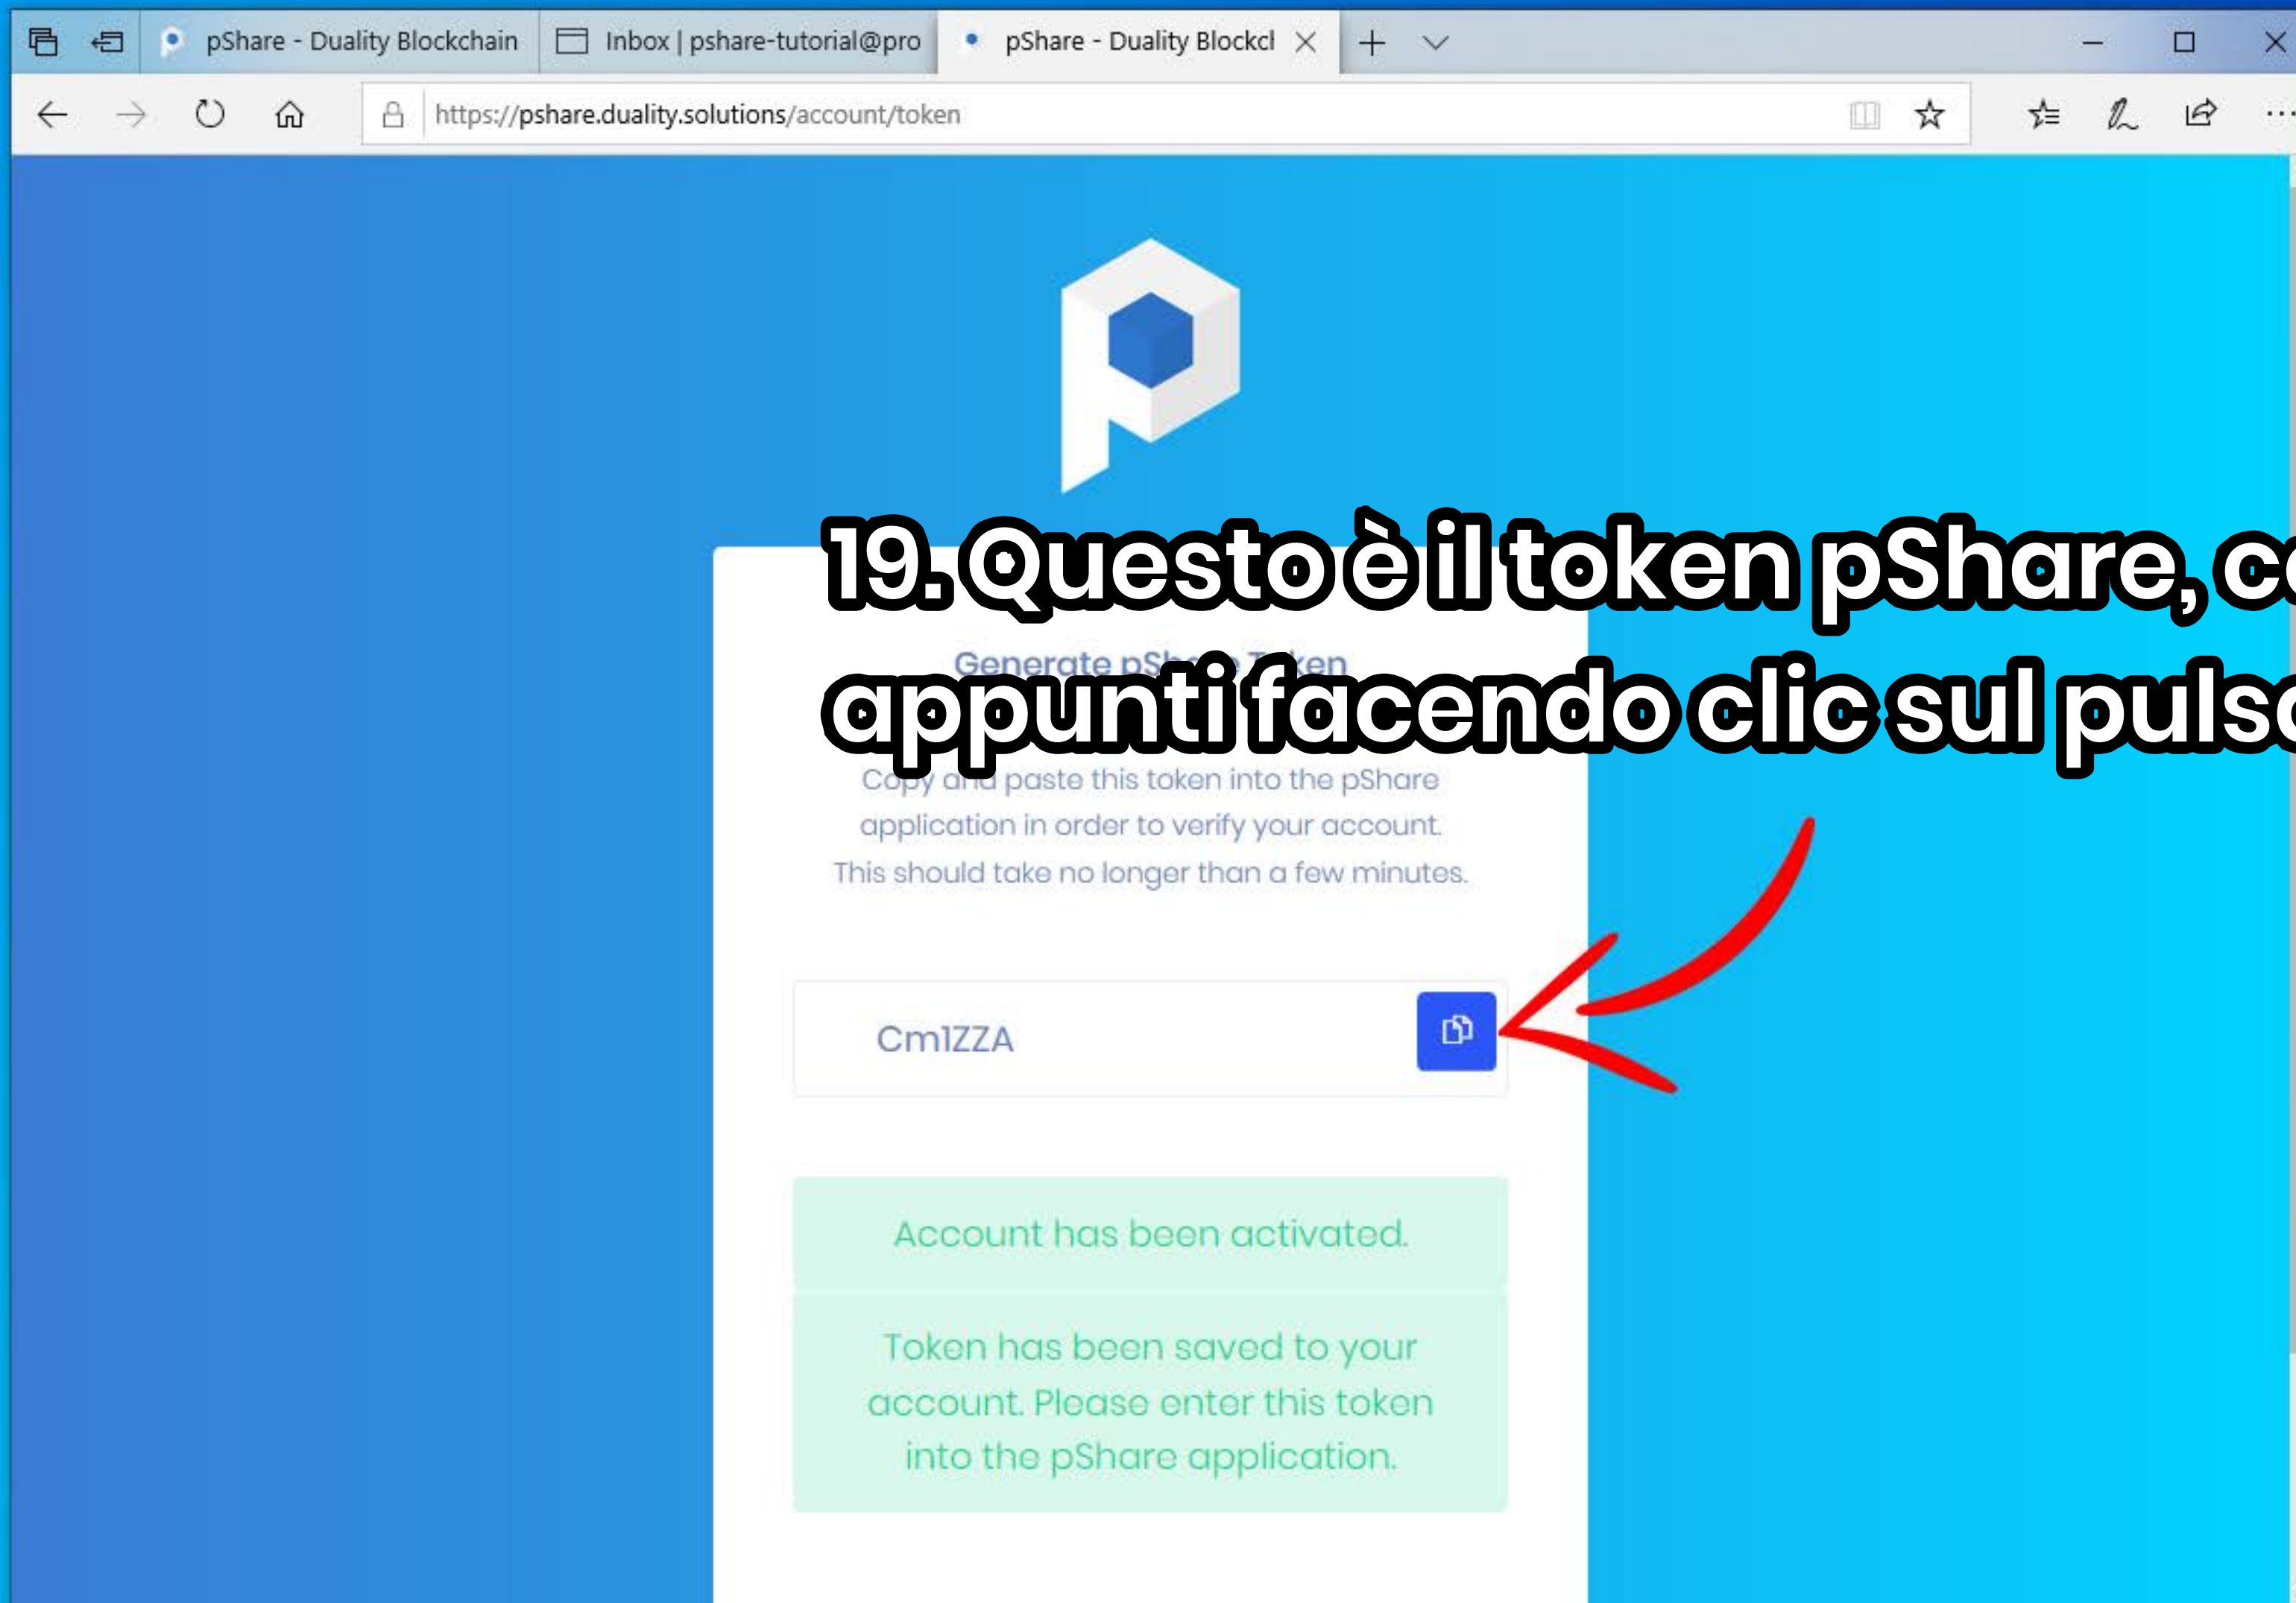 pShare - Duality Blockchain
Inbox | pshare-tutorial@pro
pShare - Duality Blockcl
https://pshare.duality.solutions/account/token
19. Questo è il token pShare,
appunti facendo clic sul
Generate
Copy and paste this token into the pShare
application in order to verify your account.
This should take no longer than a few minutes.
Cm1ZZA
Account has been activated.
Token has been saved to your
account. Please enter this token
into the pShare application.